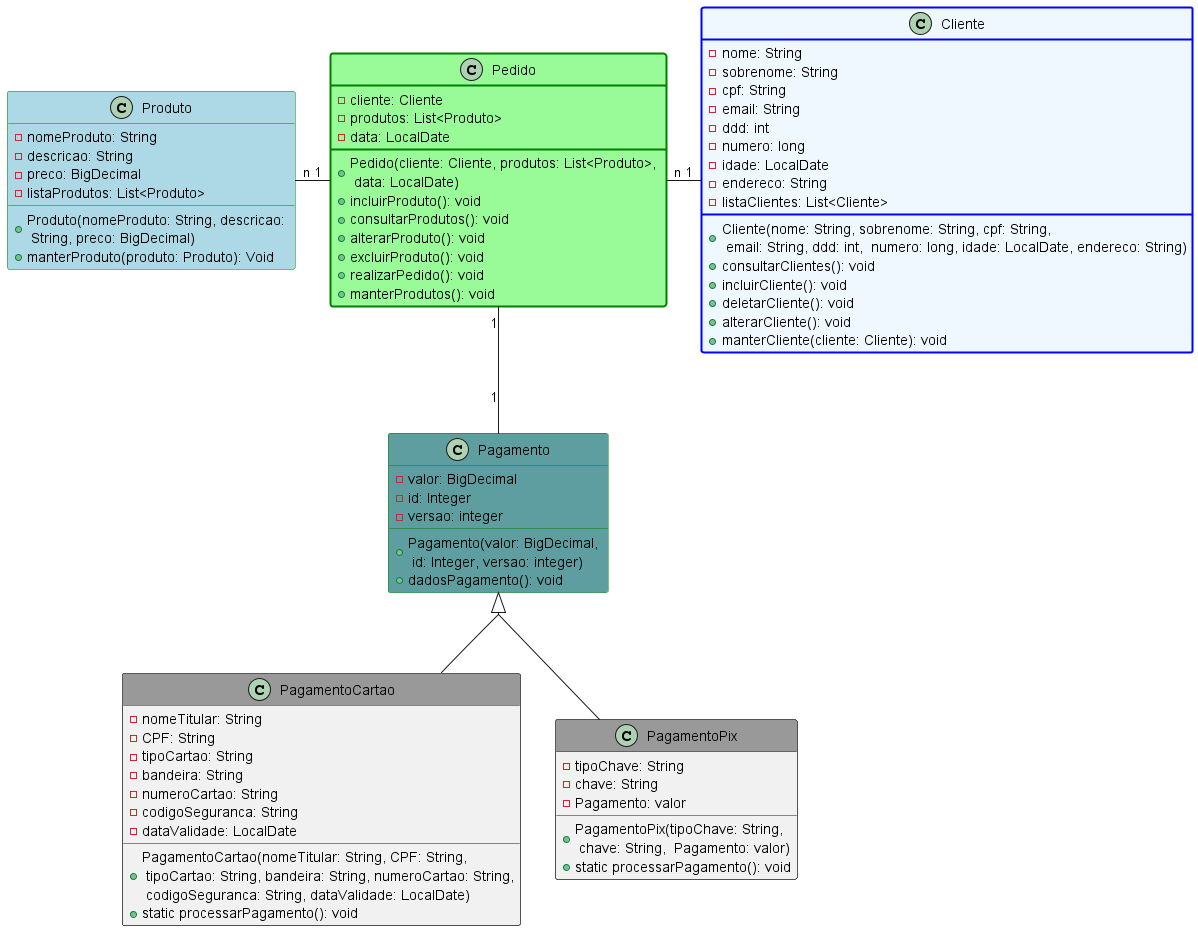 C Produto
nomeProduto: String
descricao: String
preco: BigDecimal
listaProdutos: List<Produto>
Produto(nomeProduto: String, descricao:
String, preco: BigDecimal)
manterProduto(produto: Produto): Void
n 1
C Pedido
cliente: Cliente
produtos: List<Produto>
data: LocalDate
Pedido(cliente: Cliente, produtos: List<Produto>,
data: LocalDate)
incluirProduto(): void
consultarProdutos(): void
alterarProduto(): void
excluirProduto(): void
realizarPedido(): void
manterProdutos(): void
n 1
C Cliente
nome: String
sobrenome: String
cpf: String
email: String
ddd: int
numero: long
idade: LocalDate
endereco: String
listaClientes: List<Cliente>
Cliente(nome: String, sobrenome: String, cpf: String,
email: String, ddd: int, numero: long, idade: LocalDate, endereco: String)
consultarClientes(): void
incluirCliente(): void
deletarCliente(): void
alterarCliente(): void
manterCliente(cliente: Cliente): void
1
1
C Pagamento
valor: BigDecimal
id: Integer
versao: integer
Pagamento(valor: BigDecimal,
id: Integer, versao: integer)
dadosPagamento(): void
C PagamentoCartao
nomeTitular: String
CPF: String
tipoCartao: String
bandeira: String
numeroCartao: String
codigoSeguranca: String
dataValidade: LocalDate
PagamentoCartao(nomeTitular: String, CPF: String,
tipoCartao: String, bandeira: String, numeroCartao: String,
codigoSeguranca: String, dataValidade: LocalDate)
static processarPagamento(): void
C PagamentoPix
tipoChave: String
chave: String
Pagamento: valor
PagamentoPix(tipoChave: String,
chave: String, Pagamento: valor)
static processarPagamento(): void